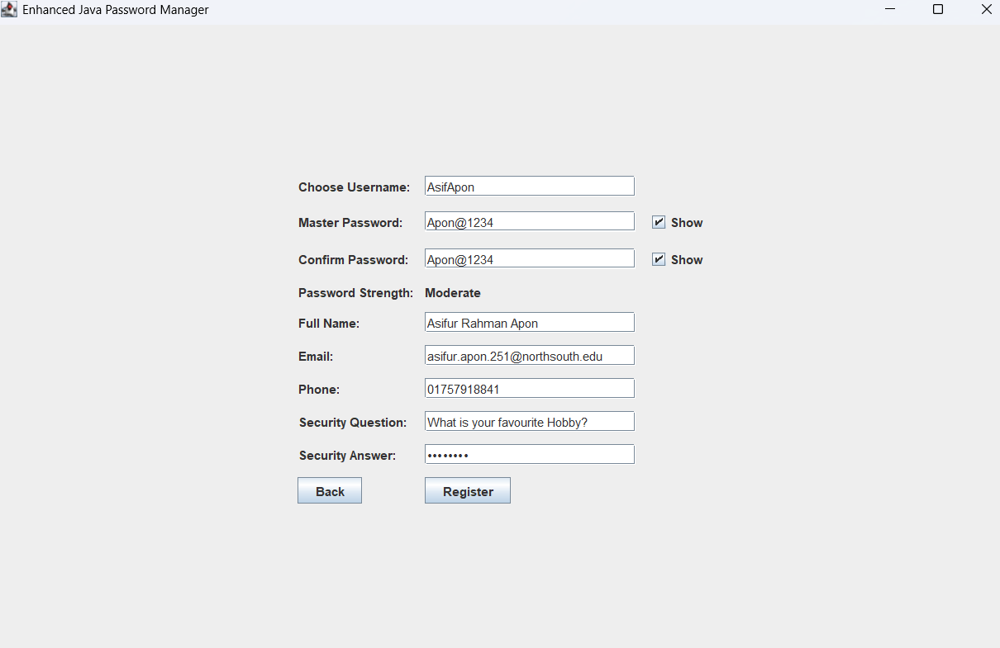 Enhanced Java Password Manager
Choose Username: AsifApon
Master Password: Apon@1234 Show
Confirm Password: Apon@1234 Show
Password Strength: Moderate
Full Name: Asifur Rahman Apon
Email: asifur.apon.251@northsouth.edu
Phone: 01757918841
Security Question: What is your favourite Hobby?
Security Answer: ••••••••
Back Register